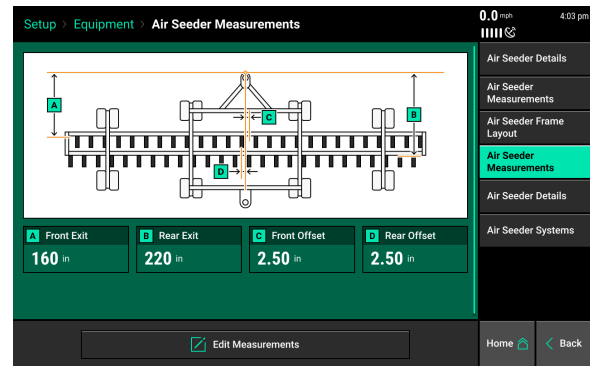 Setup > Equipment > Air Seeder Measurements
0.0 mph
4:03 pm
A
B
C
D
A Front Exit
160 in
B Rear Exit
220 in
C Front Offset
2.50 in
D Rear Offset
2.50 in
Edit Measurements
Air Seeder Details
Air Seeder
Measurements
Air Seeder Frame
Layout
Air Seeder
Measurements
Air Seeder Details
Air Seeder Systems
Home
< Back